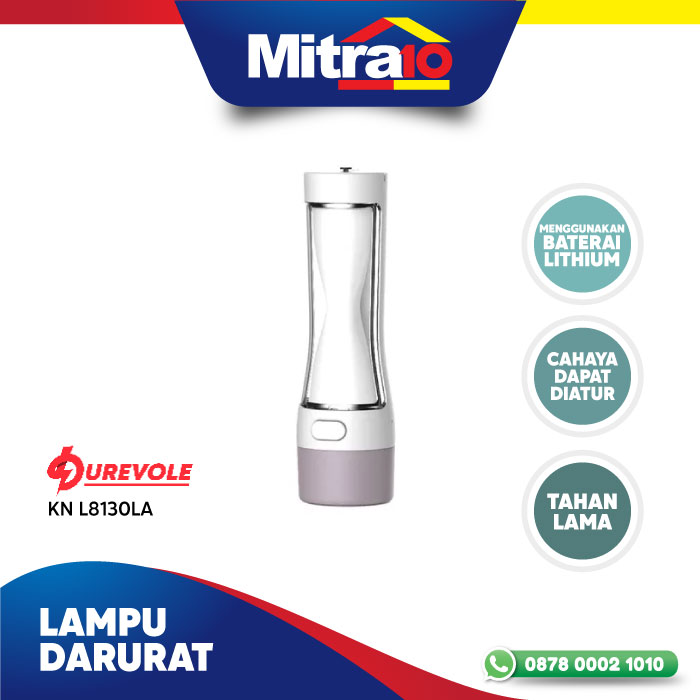 Mitra10
MENGGUNAKAN
BATERAI
LITHIUM
CAHAYA
DAPAT
DIATUR
DUREVOLE
KN L8130LA
TAHAN
LAMA
LAMPU
DARURAT
0878 0002 1010